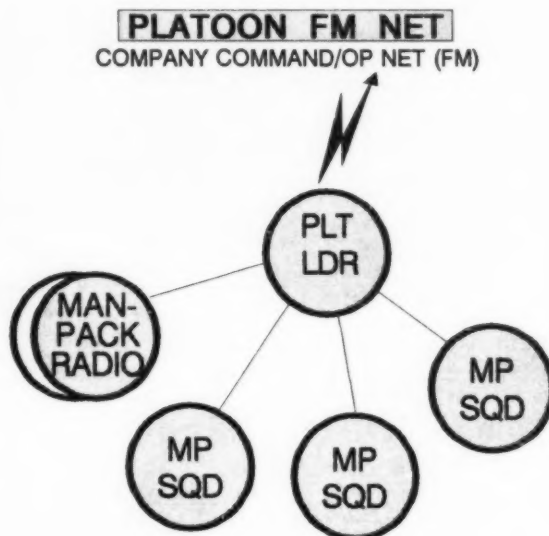 PLATOON FM NET
COMPANY COMMAND/OP NET (FM)
PLT
LDR
MAN-
PACK
RADIO
MP
SQD
MP
SQD
MP
SQD